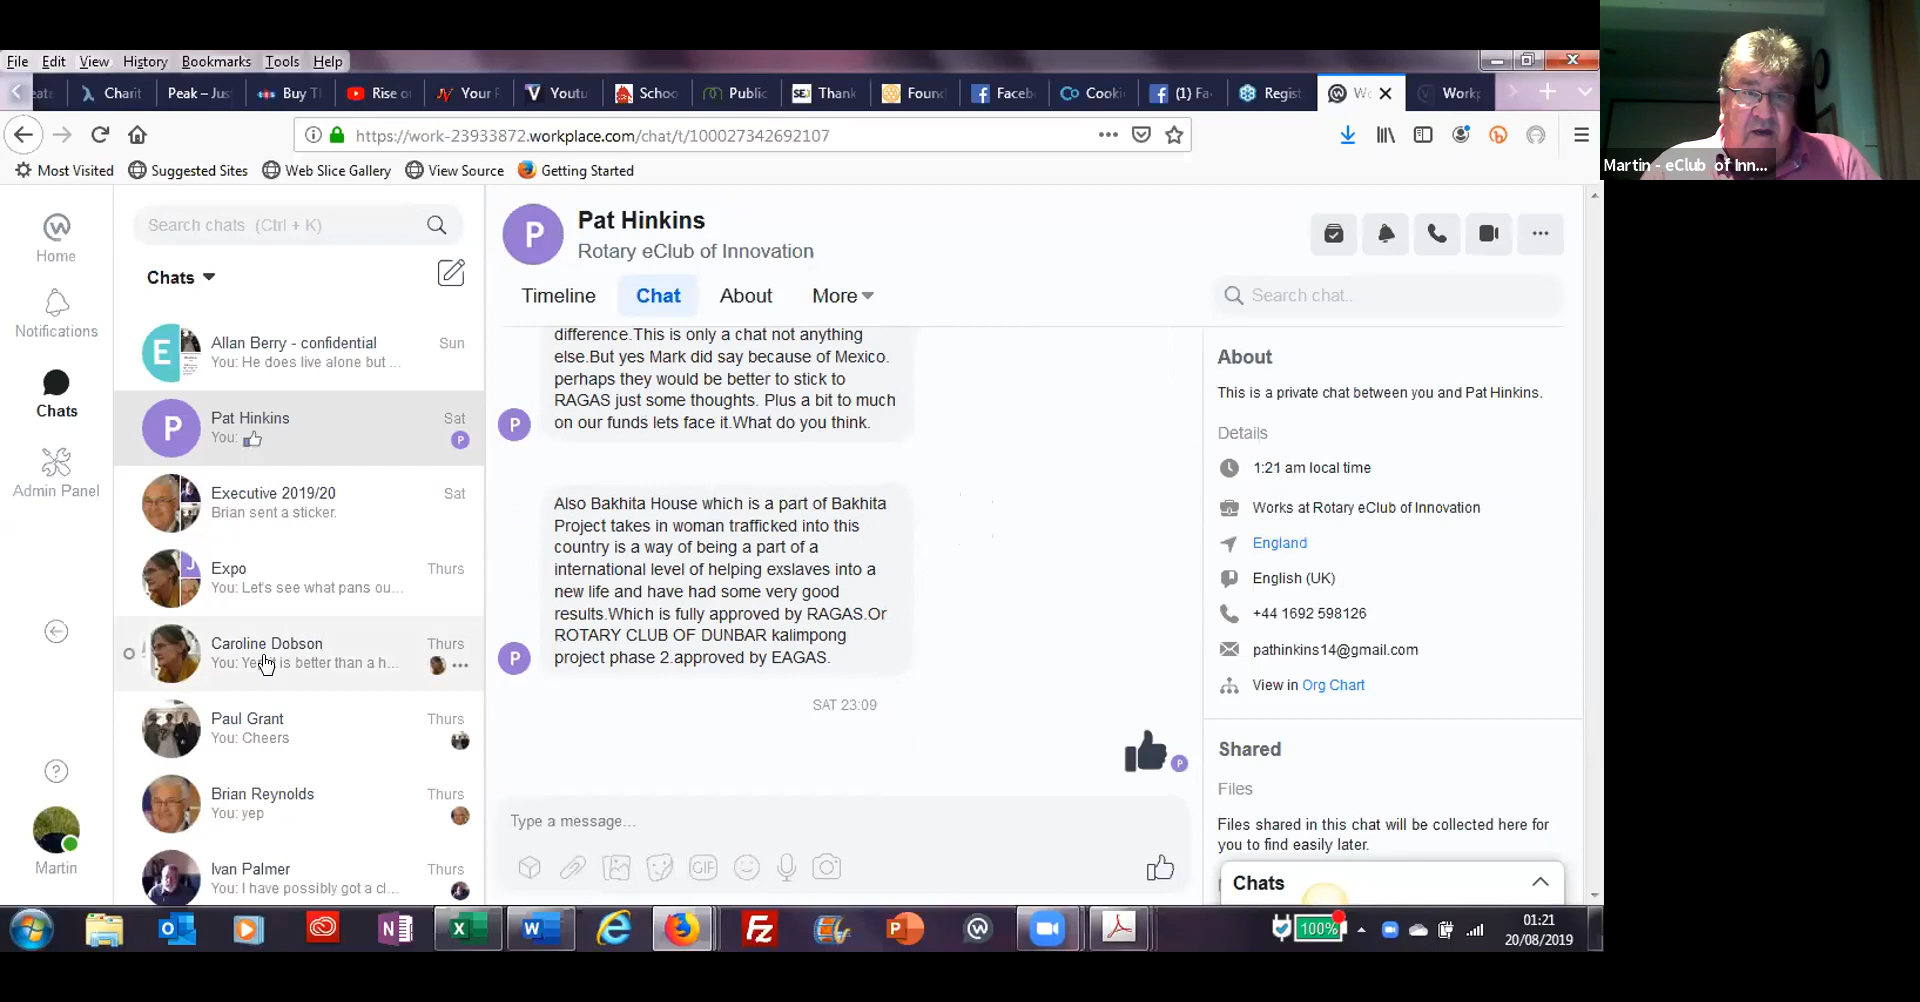 File Edit View History Bookmarks Tools Help
Charit
Peak – Jus
Buy T
Rise o
Your
Youtu
Schoo
Public
SEJ Thank
Found
Faceb
Cooki
(1) Fa
Regist
Work
https://work-23933872.workplace.com/chat/t/100027342692107
Most Visited Suggested Sites Web Slice Gallery View Source Getting Started
Martin - eClub of Inn...
Home
Notifications
Chats
Admin Panel
Martin
Search chats (Ctrl + K)
Chats
Allan Berry - confidential Sun
You: He does live alone but ...
Pat Hinkins Sat
You:
Executive 2019/20 Sat
Brian sent a sticker.
Expo Thurs
You: Let's see what pans ou...
Caroline Dobson Thurs
You: is better than a h...
Paul Grant Thurs
You: Cheers
Brian Reynolds Thurs
You: yep
Ivan Palmer Thurs
You: I have possibly got a cl...
P
Pat Hinkins
Rotary eClub of Innovation
Timeline Chat About More
Search chat..
difference.This is only a chat not anything
else.But yes Mark did say because of Mexico.
perhaps they would be better to stick to
RAGAS just some thoughts. Plus a bit to much
on our funds lets face it.What do you think.
Also Bakhita House which is a part of Bakhita
Project takes in woman trafficked into this
country is a way of being a part of a
international level of helping exslaves into a
new life and have had some very good
results.Which is fully approved by RAGAS.Or
ROTARY CLUB OF DUNBAR kalimpong
project phase 2.approved by EAGAS.
SAT 23:09
Type a message...
GIF
About
This is a private chat between you and Pat Hinkins.
Details
1:21 am local time
Works at Rotary eClub of Innovation
England
English (UK)
+44 1692 598126
pathinkins14@gmail.com
View in Org Chart
Shared
Files
Files shared in this chat will be collected here for
you to find easily later.
Chats
100%
01:21
20/08/2019